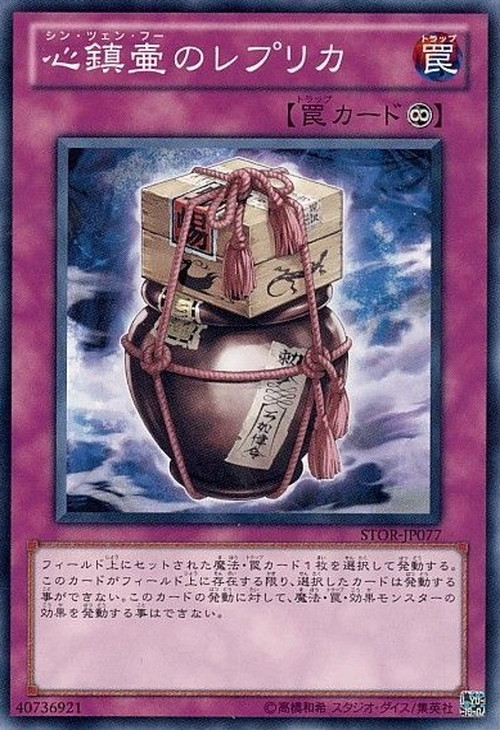 シン・ツェン・フー
心鎮壷のレプリカ
トラップ
罠
トラップ
【罠カード∞】
賜
勅
STOR-JP077
フィールド上にセットされた魔法・罠カード1枚を選択して発動する。
このカードがフィールド上に存在する限り、選択したカードは発動する
事ができない。このカードの発動に対して、魔法・罠・効果モンスターの
効果を発動する事はできない。
40736921
©高橋和希 スタジオ・ダイス/集英社